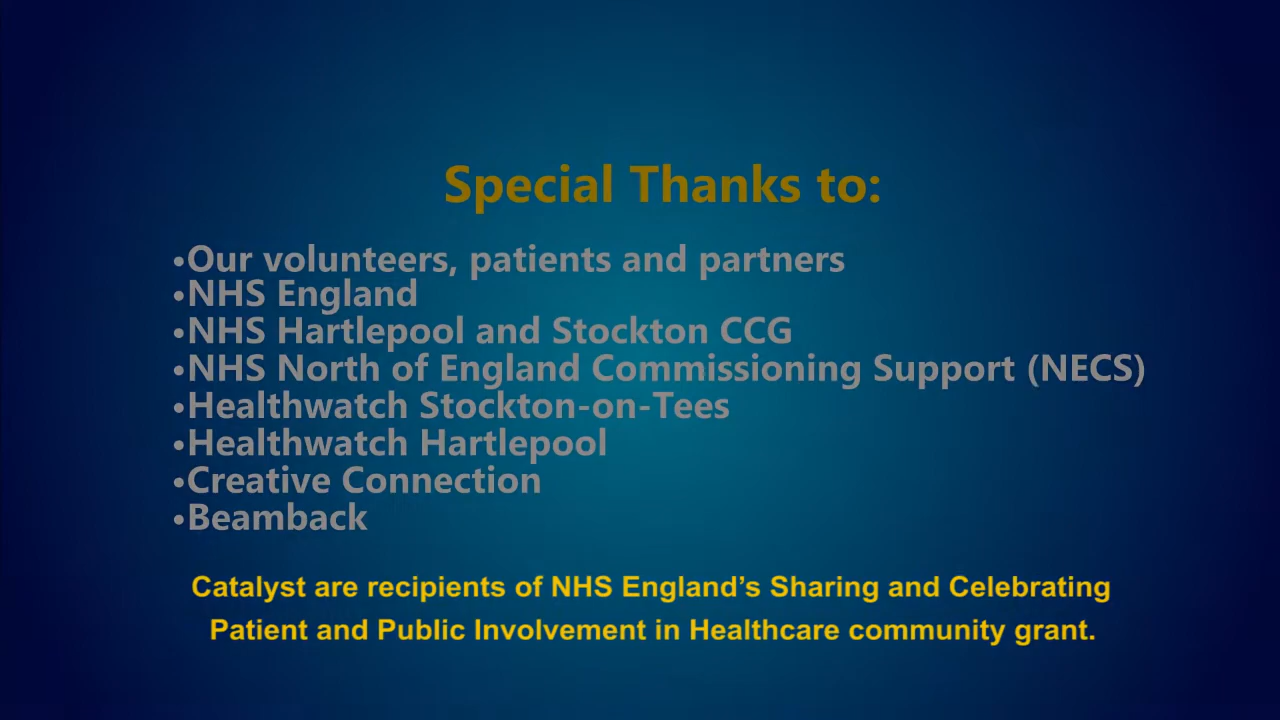 Special Thanks to:
•Our volunteers, patients and partners
•NHS England
•NHS Hartlepool and Stockton CCG
•NHS North of England Commissioning Support (NECS)
•Healthwatch Stockton-on-Tees
•Healthwatch Hartlepool
•Creative Connection
•Beamback
Catalyst are recipients of NHS England’s Sharing and Celebrating
Patient and Public Involvement in Healthcare community grant.